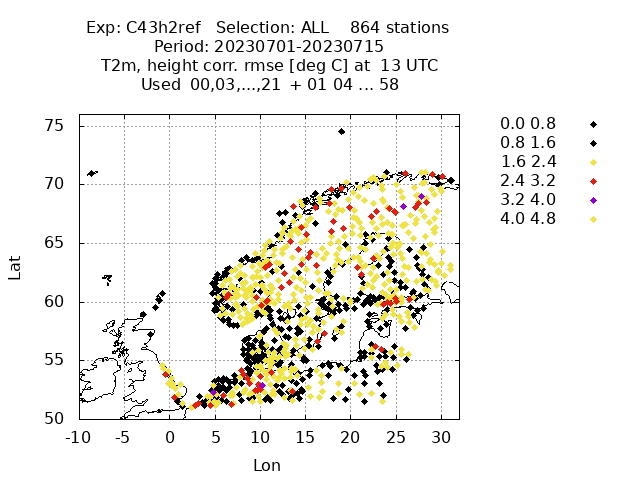 Exp: C43h2ref   Selection: ALL    864 stations
Period: 20230701-20230715
T2m, height corr. rmse [deg C] at  13 UTC
Used  00,03,...,21  + 01 04 ... 58
75
70
65
60
55
50
-10 -5 0 5 10 15 20 25 30
Lat
Lon
0.0 0.8
0.8 1.6
1.6 2.4
2.4 3.2
3.2 4.0
4.0 4.8